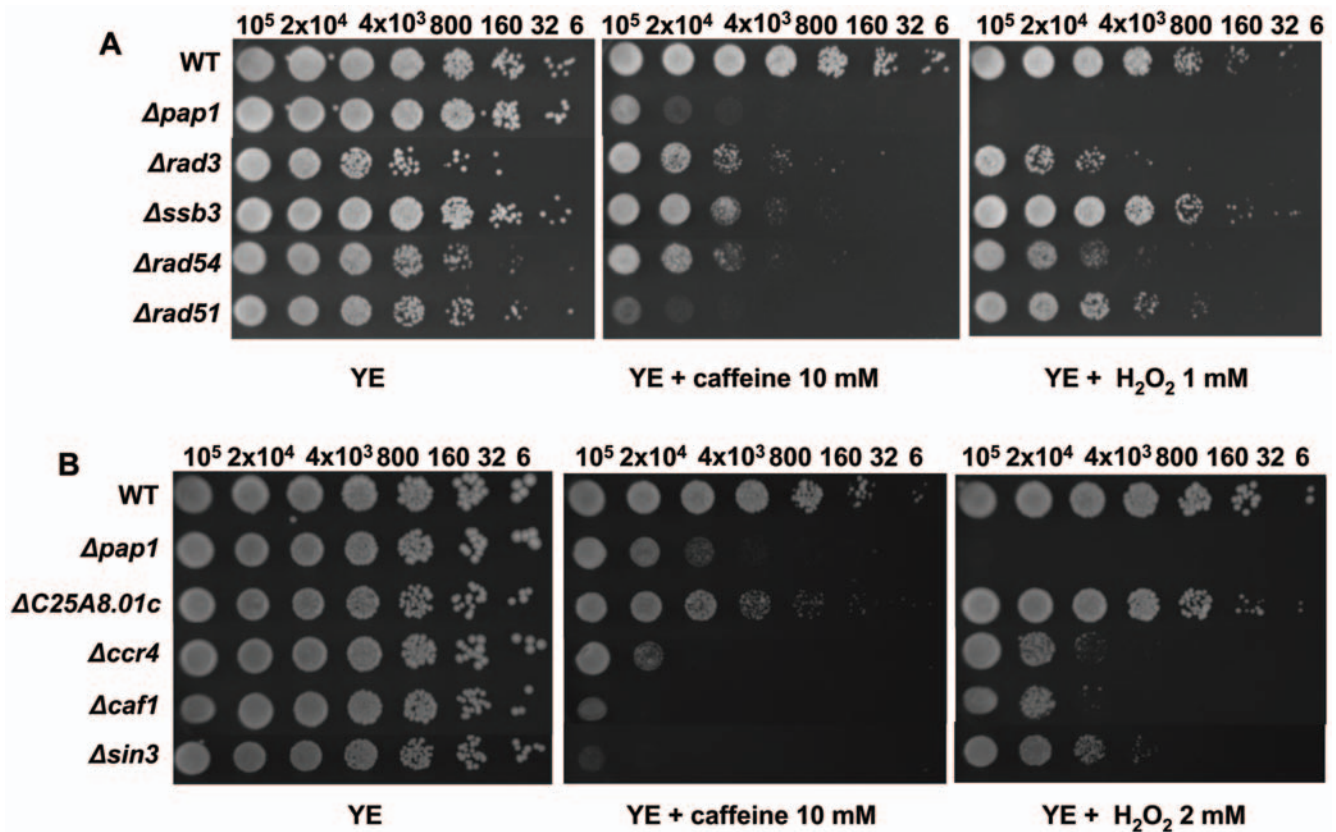 A
10⁵ 2x10⁴ 4x10³ 800 160 32 6
10⁵ 2x10⁴ 4x10³ 800 160 32 6
10⁵ 2x10⁴ 4x10³ 800 160 32 6
WT
Δpap1
Δrad3
Δssb3
Δrad54
Δrad51
YE
YE + caffeine 10 mM
YE + H₂O₂ 1 mM
B
10⁵ 2x10⁴ 4x10³ 800 160 32 6
10⁵ 2x10⁴ 4x10³ 800 160 32 6
10⁵ 2x10⁴ 4x10³ 800 160 32 6
WT
Δpap1
ΔC25A8.01c
Δccr4
Δcaf1
Δsin3
YE
YE + caffeine 10 mM
YE + H₂O₂ 2 mM